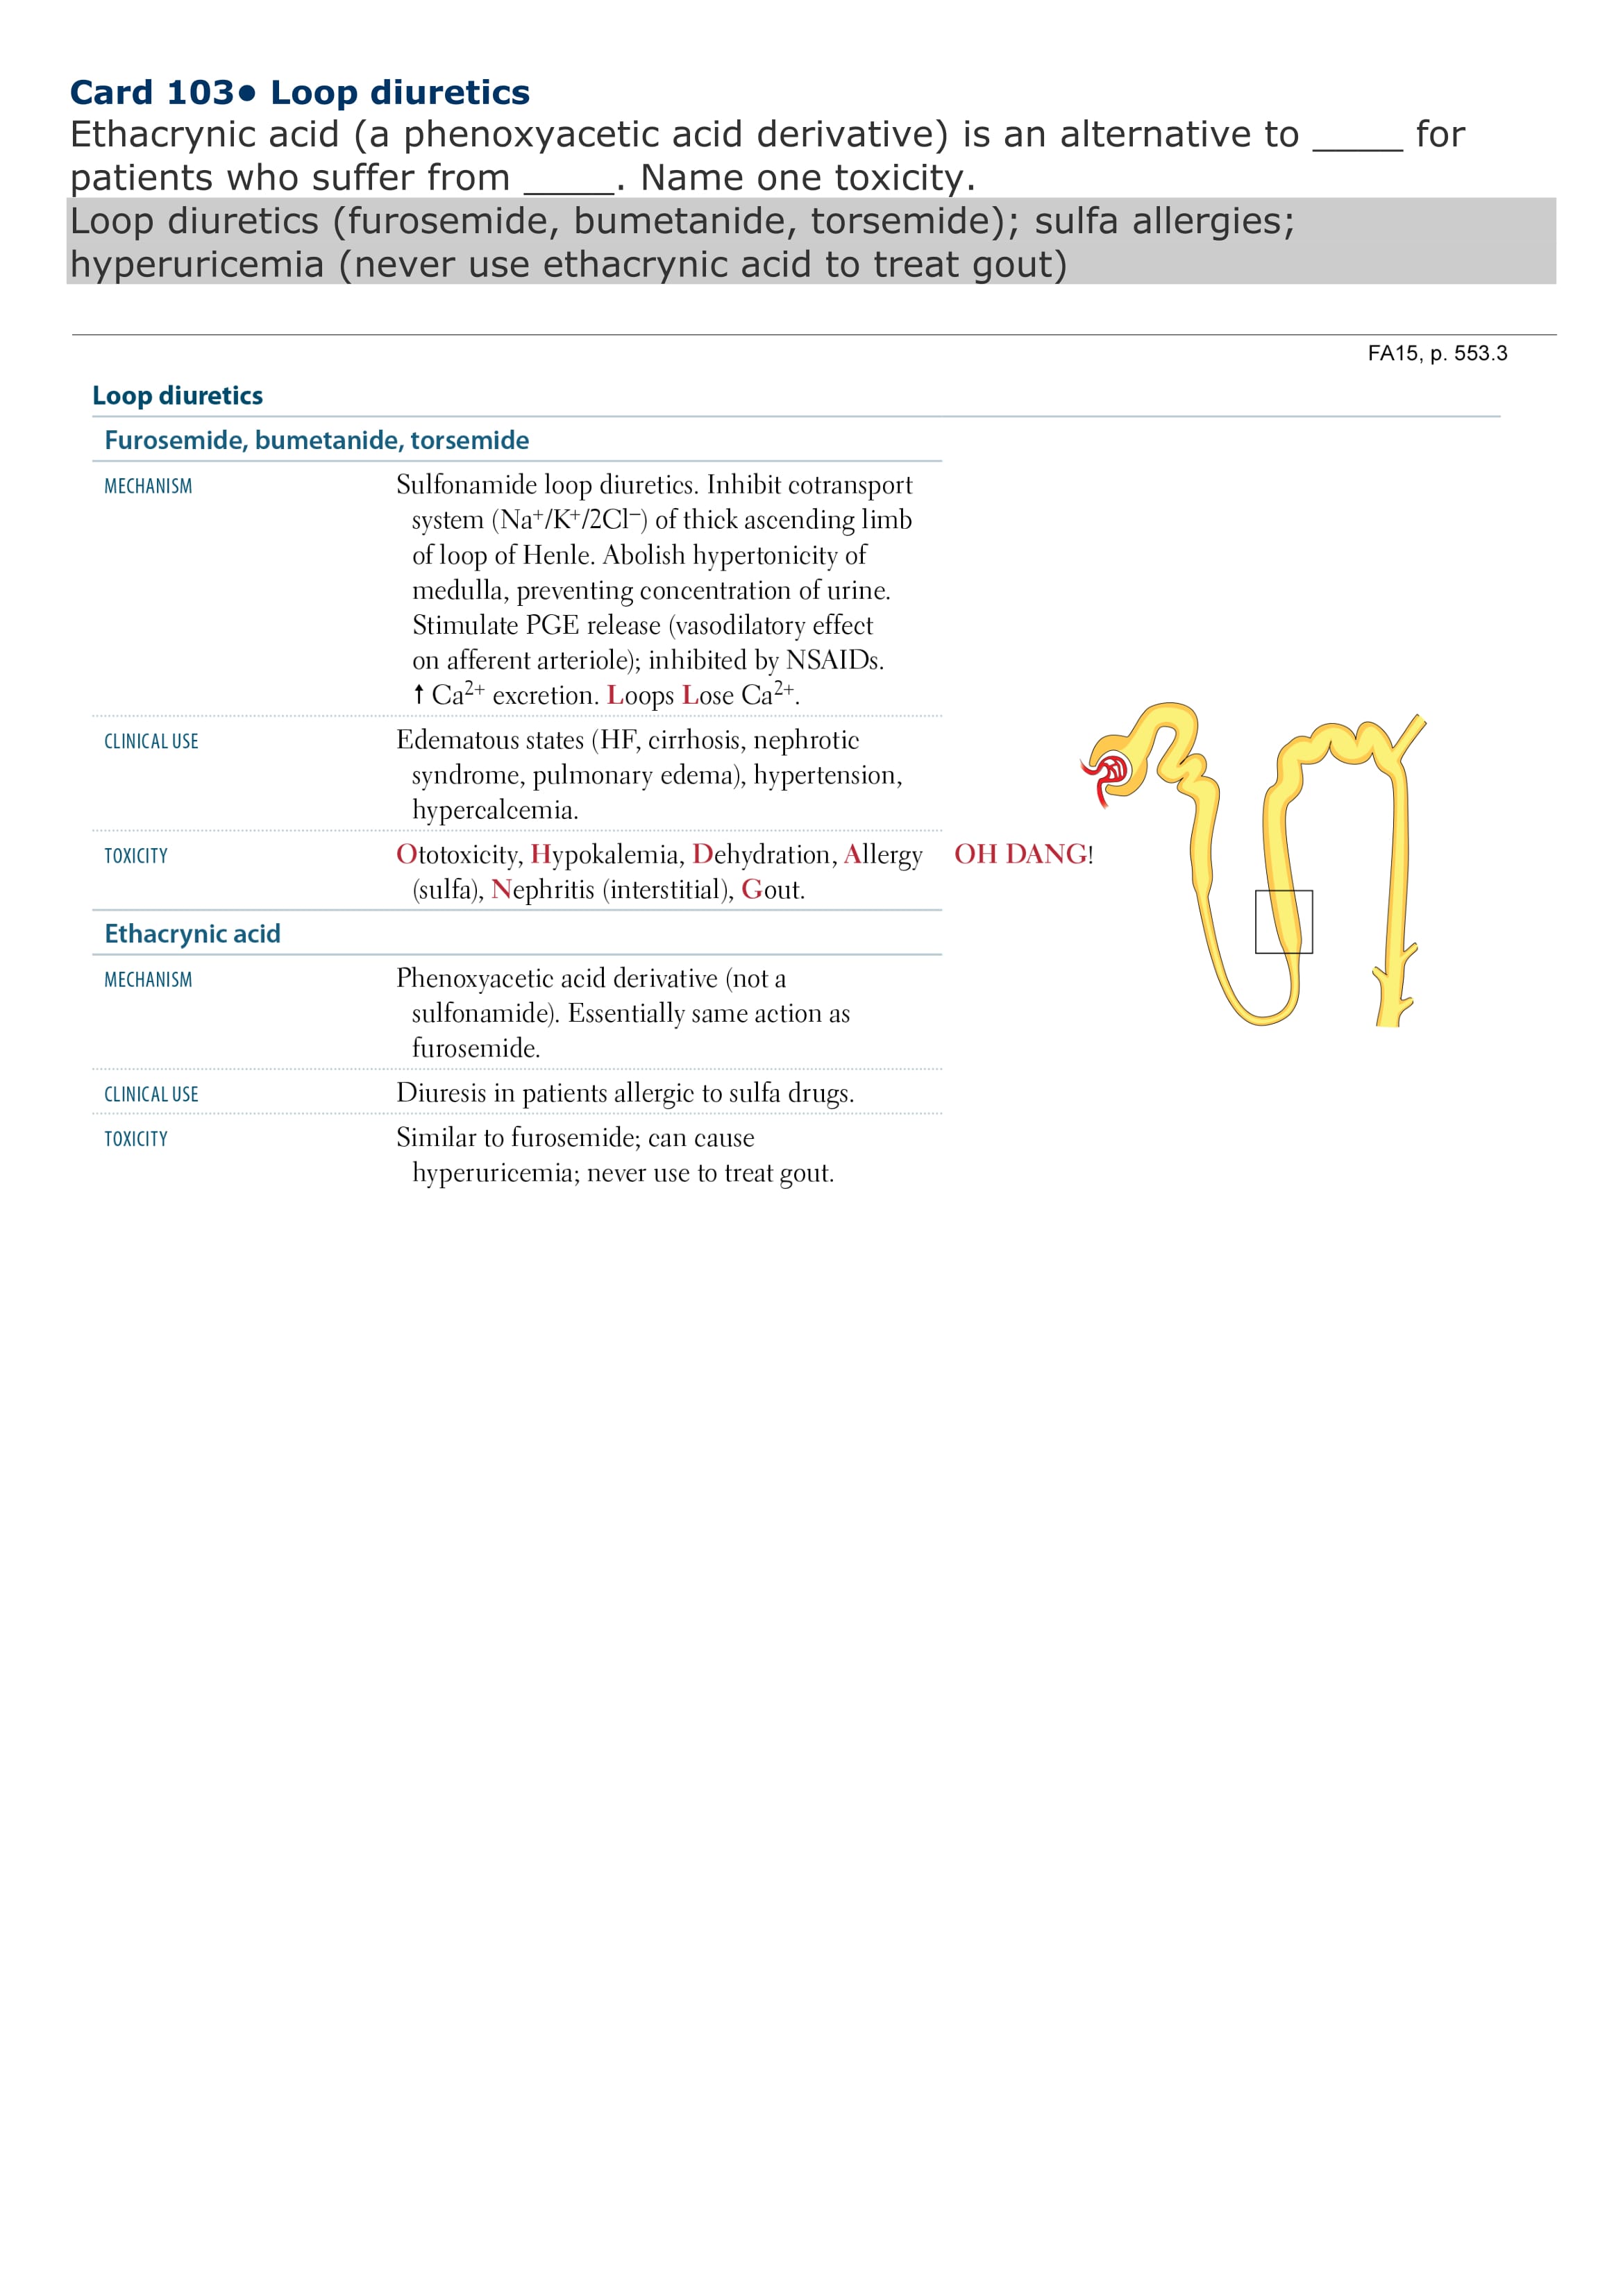 Card 103• Loop diuretics
Ethacrynic acid (a phenoxyacetic acid derivative) is an alternative to _____ for
patients who suffer from _____. Name one toxicity.
Loop diuretics (furosemide, bumetanide, torsemide); sulfa allergies;
hyperuricemia (never use ethacrynic acid to treat gout)
FA15, p. 553.3
Loop diuretics
Furosemide, bumetanide, torsemide
MECHANISM
Sulfonamide loop diuretics. Inhibit cotransport
system (Na⁺/K⁺/2Cl⁻) of thick ascending limb
of loop of Henle. Abolish hypertonicity of
medulla, preventing concentration of urine.
Stimulate PGE release (vasodilatory effect
on afferent arteriole); inhibited by NSAIDs.
↑ Ca²⁺ excretion. Loops Lose Ca²⁺.
CLINICAL USE
Edematous states (HF, cirrhosis, nephrotic
syndrome, pulmonary edema), hypertension,
hypercalcemia.
TOXICITY
Ototoxicity, Hypokalemia, Dehydration, Allergy
(sulfa), Nephritis (interstitial), Gout.
OH DANG!
Ethacrynic acid
MECHANISM
Phenoxyacetic acid derivative (not a
sulfonamide). Essentially same action as
furosemide.
CLINICAL USE
Diuresis in patients allergic to sulfa drugs.
TOXICITY
Similar to furosemide; can cause
hyperuricemia; never use to treat gout.